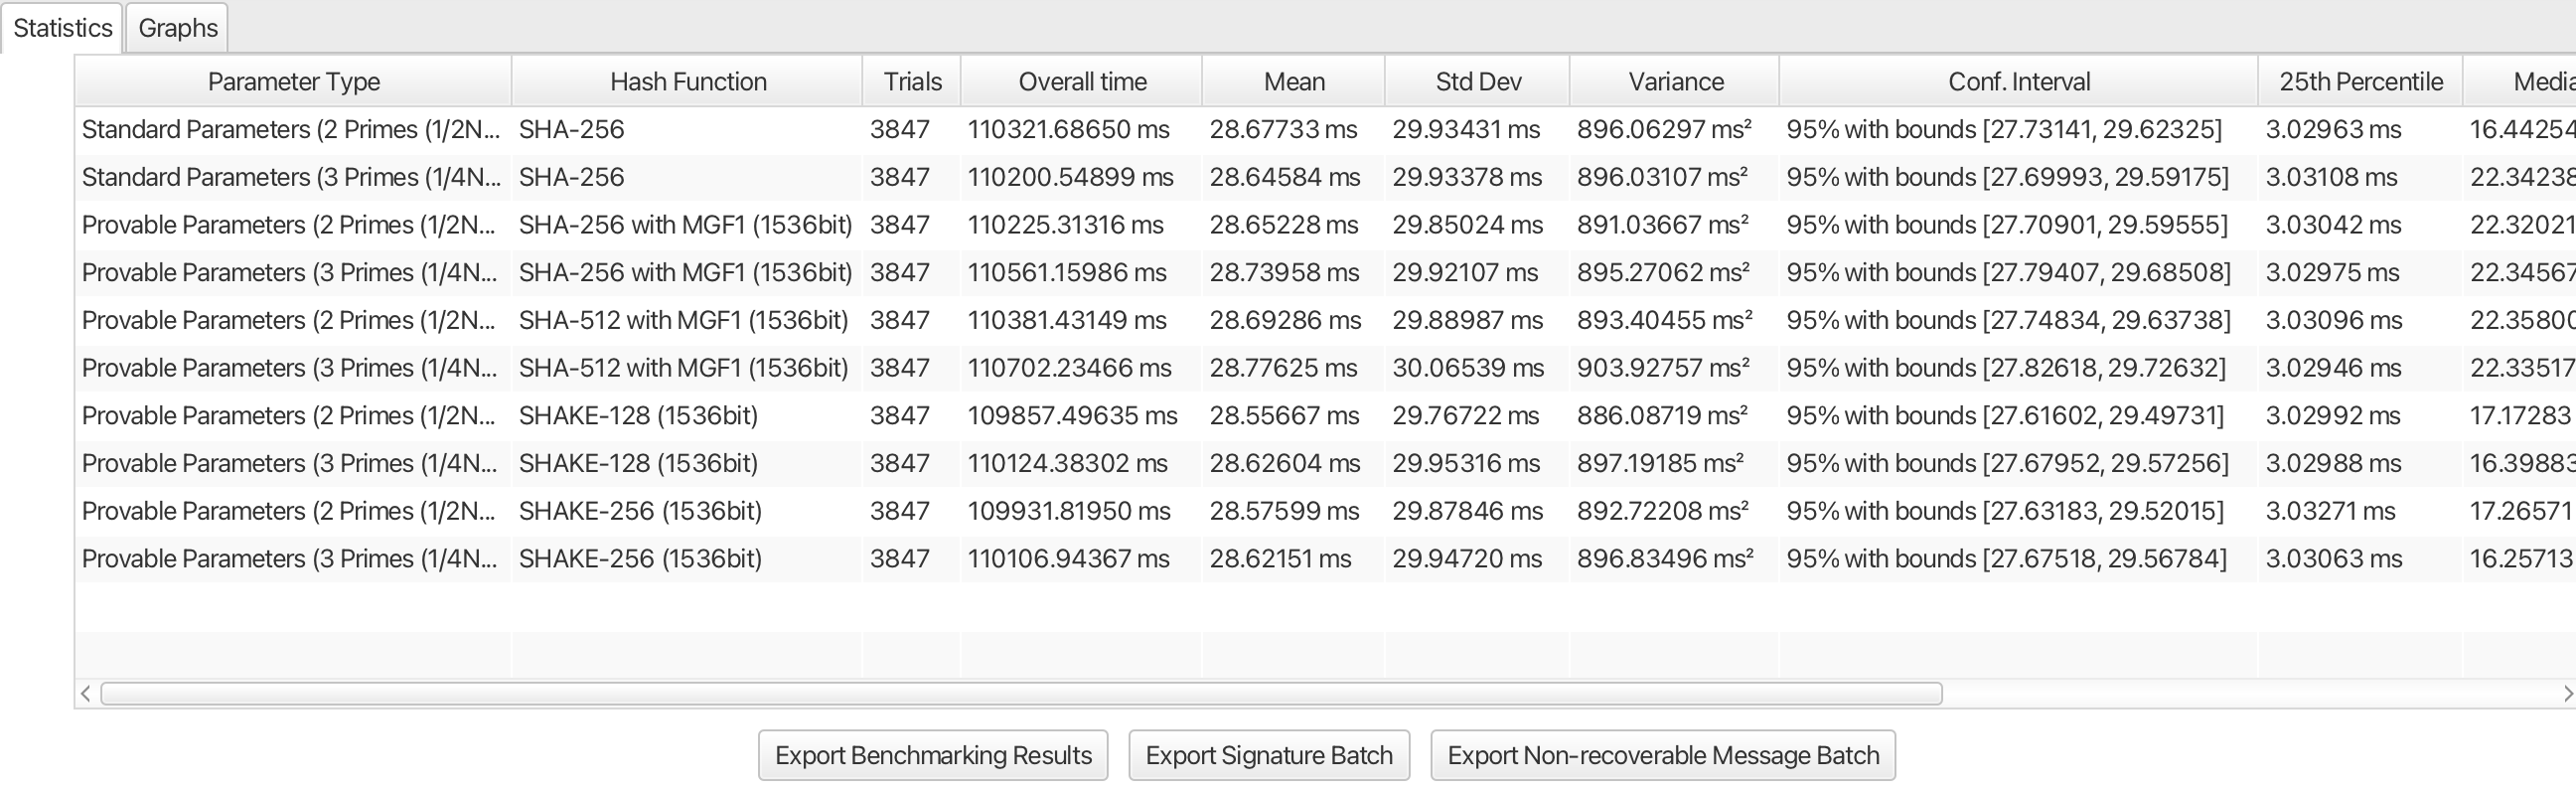 Statistics Graphs
Parameter Type Hash Function Trials Overall time Mean Std Dev Variance Conf. Interval 25th Percentile Media
Standard Parameters (2 Primes (1/2N... SHA-256 3847 110321.68650 ms 28.67733 ms 29.93431 ms 896.06297 ms² 95% with bounds [27.73141, 29.62325] 3.02963 ms 16.44254
Standard Parameters (3 Primes (1/4N... SHA-256 3847 110200.54899 ms 28.64584 ms 29.93378 ms 896.03107 ms² 95% with bounds [27.69993, 29.59175] 3.03108 ms 22.34238
Provable Parameters (2 Primes (1/2N... SHA-256 with MGF1 (1536bit) 3847 110225.31316 ms 28.65228 ms 29.85024 ms 891.03667 ms² 95% with bounds [27.70901, 29.59555] 3.03042 ms 22.32021
Provable Parameters (3 Primes (1/4N... SHA-256 with MGF1 (1536bit) 3847 110561.15986 ms 28.73958 ms 29.92107 ms 895.27062 ms² 95% with bounds [27.79407, 29.68508] 3.02975 ms 22.34567
Provable Parameters (2 Primes (1/2N... SHA-512 with MGF1 (1536bit) 3847 110381.43149 ms 28.69286 ms 29.88987 ms 893.40455 ms² 95% with bounds [27.74834, 29.63738] 3.03096 ms 22.35800
Provable Parameters (3 Primes (1/4N... SHA-512 with MGF1 (1536bit) 3847 110702.23466 ms 28.77625 ms 30.06539 ms 903.92757 ms² 95% with bounds [27.82618, 29.72632] 3.02946 ms 22.33517
Provable Parameters (2 Primes (1/2N... SHAKE-128 (1536bit) 3847 109857.49635 ms 28.55667 ms 29.76722 ms 886.08719 ms² 95% with bounds [27.61602, 29.49731] 3.02992 ms 17.17283
Provable Parameters (3 Primes (1/4N... SHAKE-128 (1536bit) 3847 110124.38302 ms 28.62604 ms 29.95316 ms 897.19185 ms² 95% with bounds [27.67952, 29.57256] 3.02988 ms 16.39883
Provable Parameters (2 Primes (1/2N... SHAKE-256 (1536bit) 3847 109931.81950 ms 28.57599 ms 29.87846 ms 892.72208 ms² 95% with bounds [27.63183, 29.52015] 3.03271 ms 17.26571
Provable Parameters (3 Primes (1/4N... SHAKE-256 (1536bit) 3847 110106.94367 ms 28.62151 ms 29.94720 ms 896.83496 ms² 95% with bounds [27.67518, 29.56784] 3.03063 ms 16.25713
Export Benchmarking Results Export Signature Batch Export Non-recoverable Message Batch